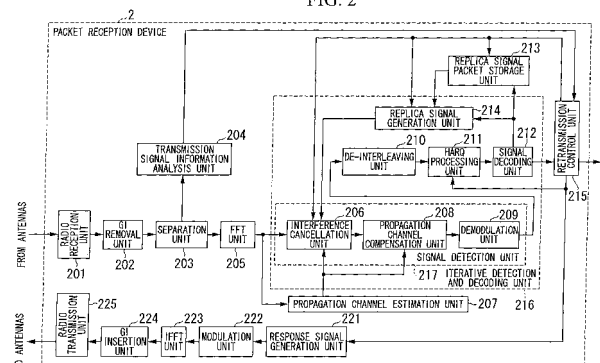 FIG. 2
2
PACKET RECEPTION DEVICE
213
REPLICA SIGNAL
PACKET STORAGE
UNIT
214
REPLICA SIGNAL
GENERATION UNIT
204
TRANSMISSION
SIGNAL INFORMATION
ANALYSIS UNIT
210
DE-INTERLEAVING
UNIT
211
HARQ
PROCESSING
UNIT
212
SIGNAL
DECODING
UNIT
RETRANSMISSION
CONTROL UNIT
215
FROM ANTENNAS
RADIO
RECEPTION
UNIT
201
GI
REMOVAL
UNIT
202
SEPARATION
UNIT
203
FFT
UNIT
205
206
INTERFERENCE
CANCELLATION
UNIT
208
PROPAGATION
CHANNEL
COMPENSATION UNIT
209
DEMODULATION
UNIT
SIGNAL DETECTION UNIT
217
ITERATIVE DETECTION
AND DECODING UNIT
216
PROPAGATION CHANNEL ESTIMATION UNIT
207
225
RADIO
TRANSMISSION
UNIT
224
GI
INSERTION
UNIT
223
IFFT
UNIT
222
MODULATION
UNIT
221
RESPONSE SIGNAL
GENERATION UNIT
ANTENNAS